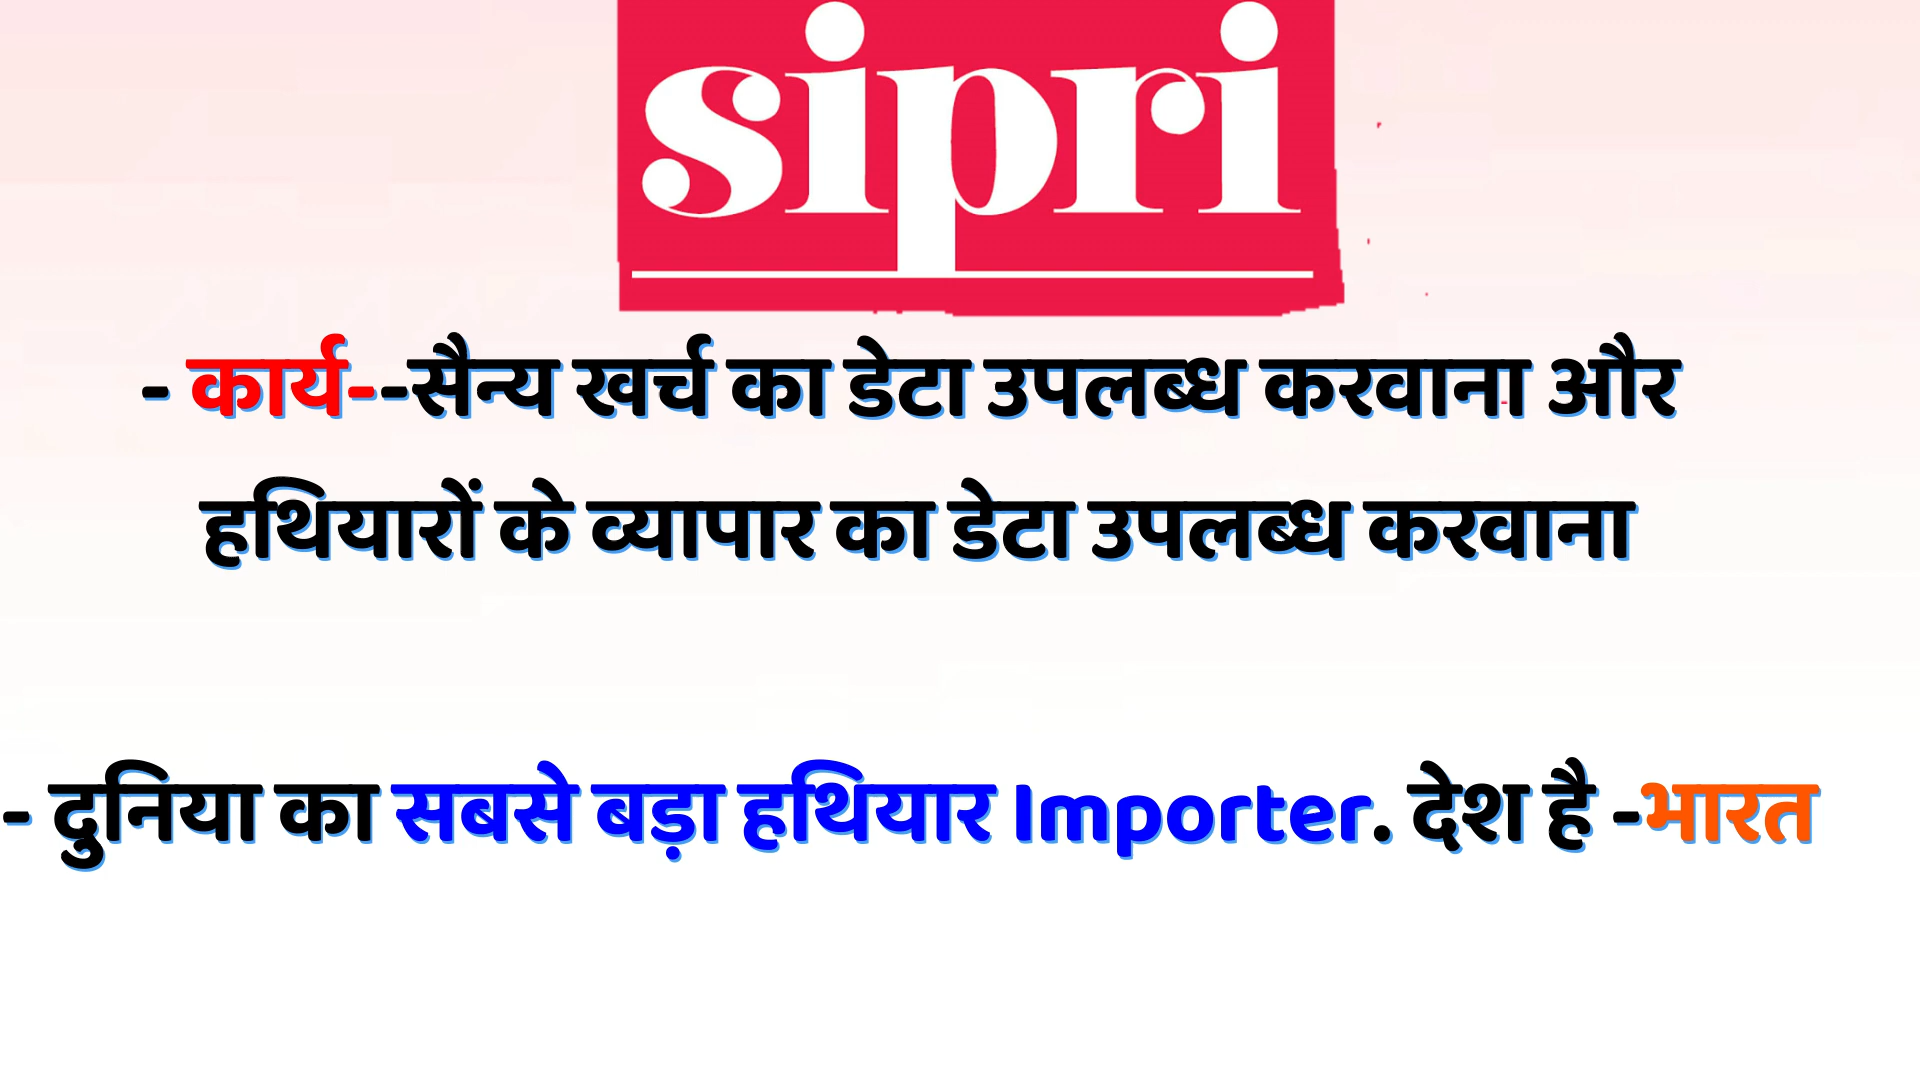 sipri
- कार्य--सैन्य खर्च का डेटा उपलब्ध करवाना और
हथियारों के व्यापार का डेटा उपलब्ध करवाना
- दुनिया का सबसे बड़ा हथियार Importer. देश है -भारत